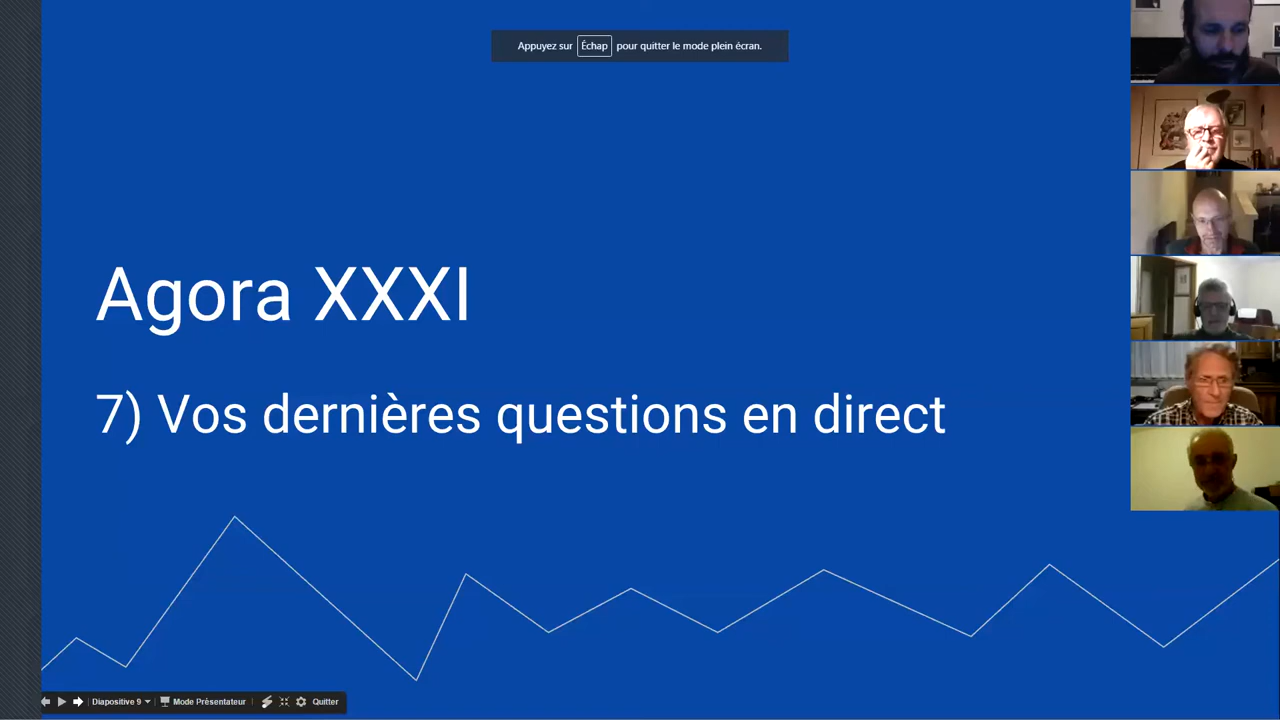 Appuyez sur Échap pour quitter le mode plein écran.
Agora XXXI
7) Vos dernières questions en direct
Diapositive 9 Mode Présentateur Quitter